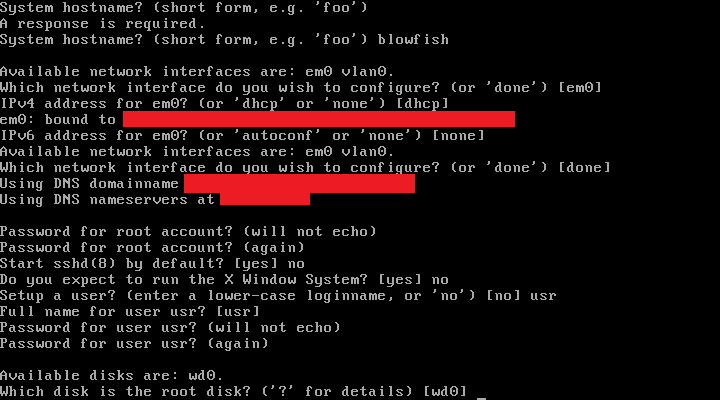 System hostname? (short form, e.g. 'foo')
A response is required.
System hostname? (short form, e.g. 'foo') blowfish
Available network interfaces are: em0 vlan0.
Which network interface do you wish to configure? (or 'done') [em0]
IPv4 address for em0? (or 'dhcp' or 'none') [dhcp]
em0: bound to
IPv6 address for em0? (or 'autoconf' or 'none') [none]
Available network interfaces are: em0 vlan0.
Which network interface do you wish to configure? (or 'done') [done]
Using DNS domainname
Using DNS nameservers at
Password for root account? (will not echo)
Password for root account? (again)
Start sshd(8) by default? [yes] no
Do you expect to run the X Window System? [yes] no
Setup a user? (enter a lower-case loginname, or 'no') [no] usr
Full name for user usr? [usr]
Password for user usr? (will not echo)
Password for user usr? (again)
Available disks are: wd0.
Which disk is the root disk? ('?' for details) [wd0] _